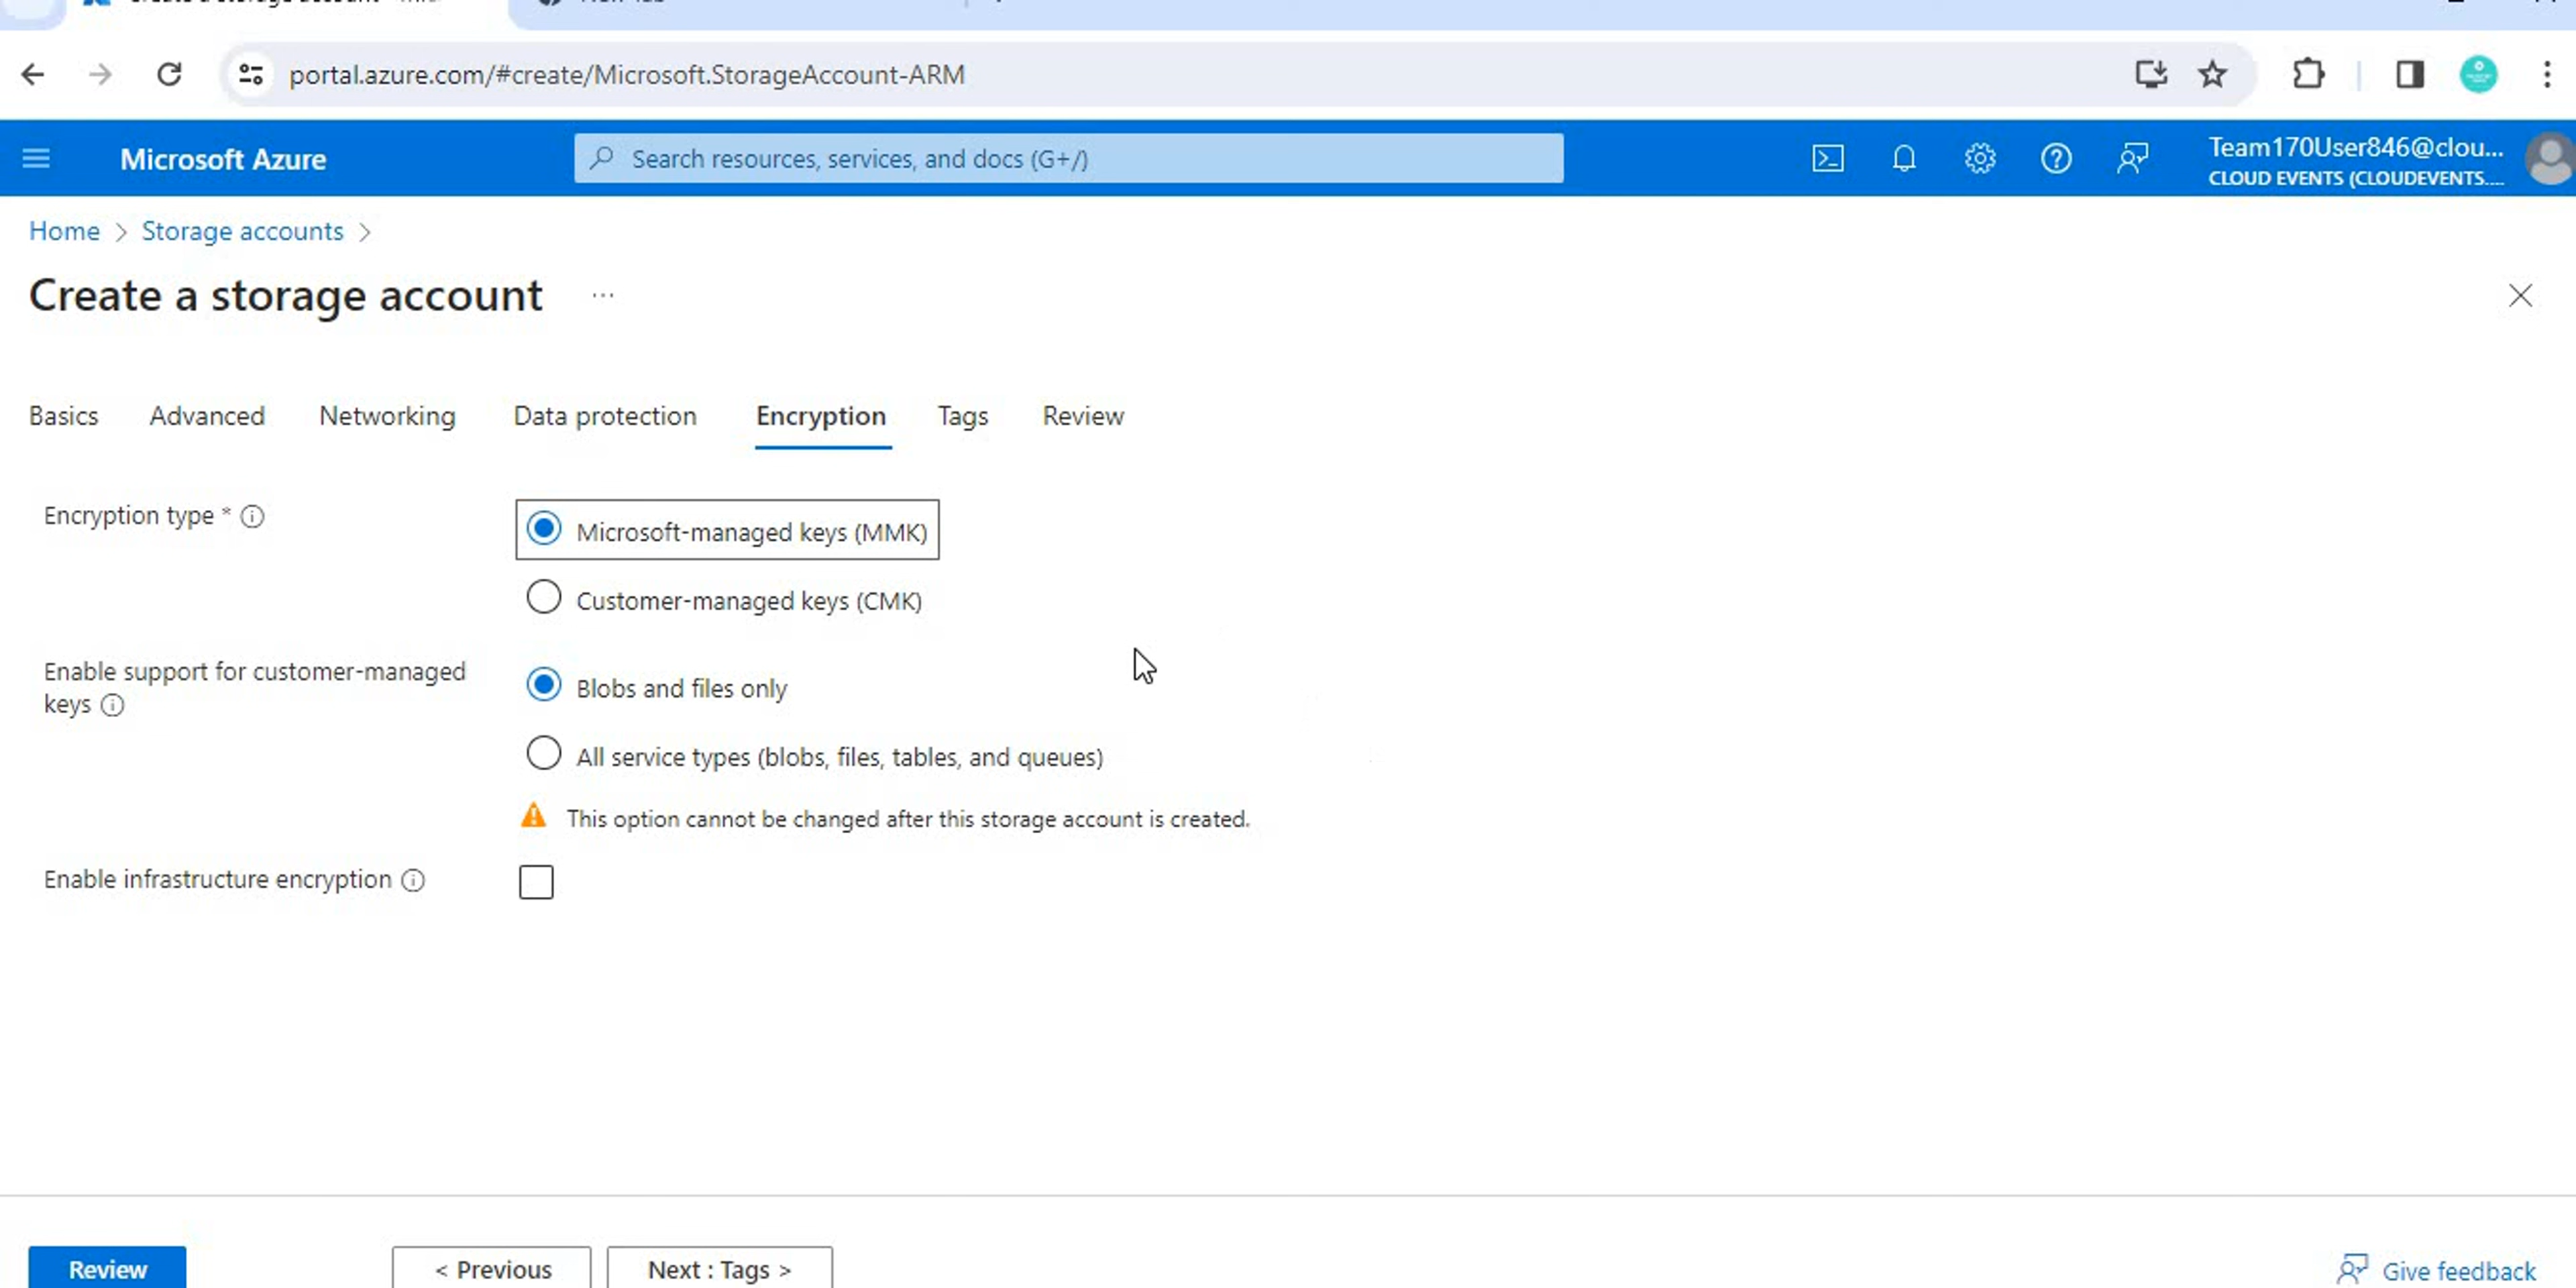 Create a storage account
portal.azure.com/#create/Microsoft.StorageAccount-ARM
Microsoft Azure
Search resources, services, and docs (G+/)
Team170User846@clou...
CLOUD EVENTS (CLOUDEVENTS....
Home > Storage accounts >
Create a storage account ...
Basics Advanced Networking Data protection Encryption Tags Review
Encryption type *
Microsoft-managed keys (MMK)
Customer-managed keys (CMK)
Enable support for customer-managed
keys
Blobs and files only
All service types (blobs, files, tables, and queues)
This option cannot be changed after this storage account is created.
Enable infrastructure encryption
Review
< Previous
Next : Tags >
Give feedback